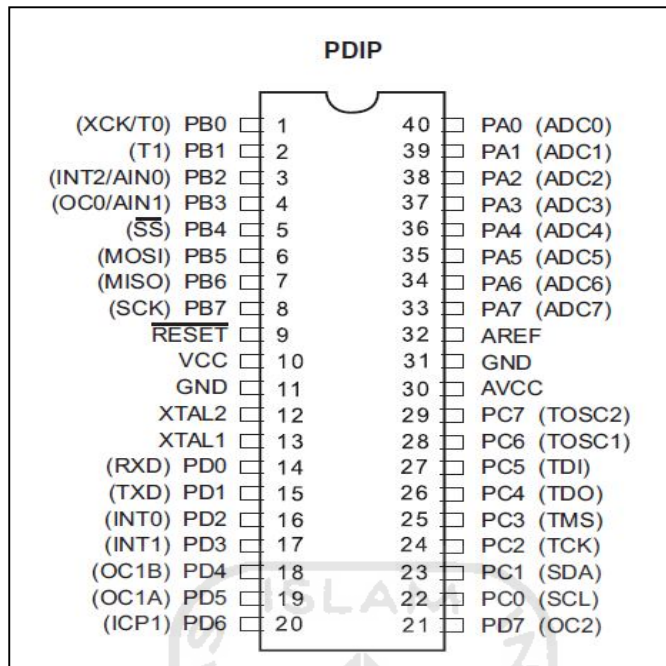 PDIP
(XCK/T0) PB0 1 40 PA0 (ADC0)
(T1) PB1 2 39 PA1 (ADC1)
(INT2/AIN0) PB2 3 38 PA2 (ADC2)
(OC0/AIN1) PB3 4 37 PA3 (ADC3)
(SS) PB4 5 36 PA4 (ADC4)
(MOSI) PB5 6 35 PA5 (ADC5)
(MISO) PB6 7 34 PA6 (ADC6)
(SCK) PB7 8 33 PA7 (ADC7)
RESET 9 32 AREF
VCC 10 31 GND
GND 11 30 AVCC
XTAL2 12 29 PC7 (TOSC2)
XTAL1 13 28 PC6 (TOSC1)
(RXD) PD0 14 27 PC5 (TDI)
(TXD) PD1 15 26 PC4 (TDO)
(INT0) PD2 16 25 PC3 (TMS)
(INT1) PD3 17 24 PC2 (TCK)
(OC1B) PD4 18 23 PC1 (SDA)
(OC1A) PD5 19 22 PC0 (SCL)
(ICP1) PD6 20 21 PD7 (OC2)
ISLAM